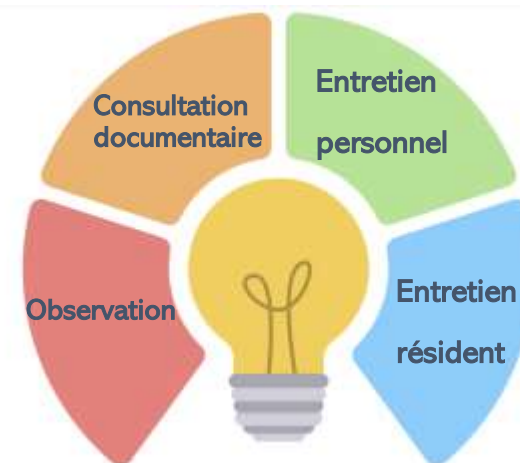 Consultation
documentaire
Entretien
personnel
Observation
Entretien
résident